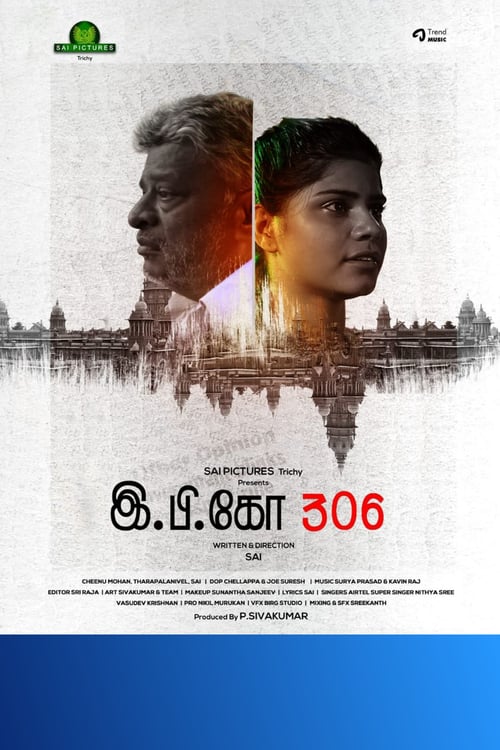 SAI PICTURES
Trichy
Trend
MUSIC
Opinion
SAI PICTURES Trichy
Presents
இ.பி.கோ 306
WRITTEN & DIRECTION
SAI
CHEENU MOHAN, THARAPALANIVEL, SAI | DOP CHELLAPPA & JOE SURESH | MUSIC SURYA PRASAD & KAVIN RAJ
EDITOR SRI RAJA | ART SIVAKUMAR & TEAM | MAKEUP SUNANTHA SANJEEV | LYRICS SAI | SINGERS AIRTEL SUPER SINGER NITHYA SREE
VASUDEV KRISHNAN | PRO NIKIL MURUKAN | VFX BIRG STUDIO | MIXING & SFX SREEKANTH
Produced By P.SIVAKUMAR